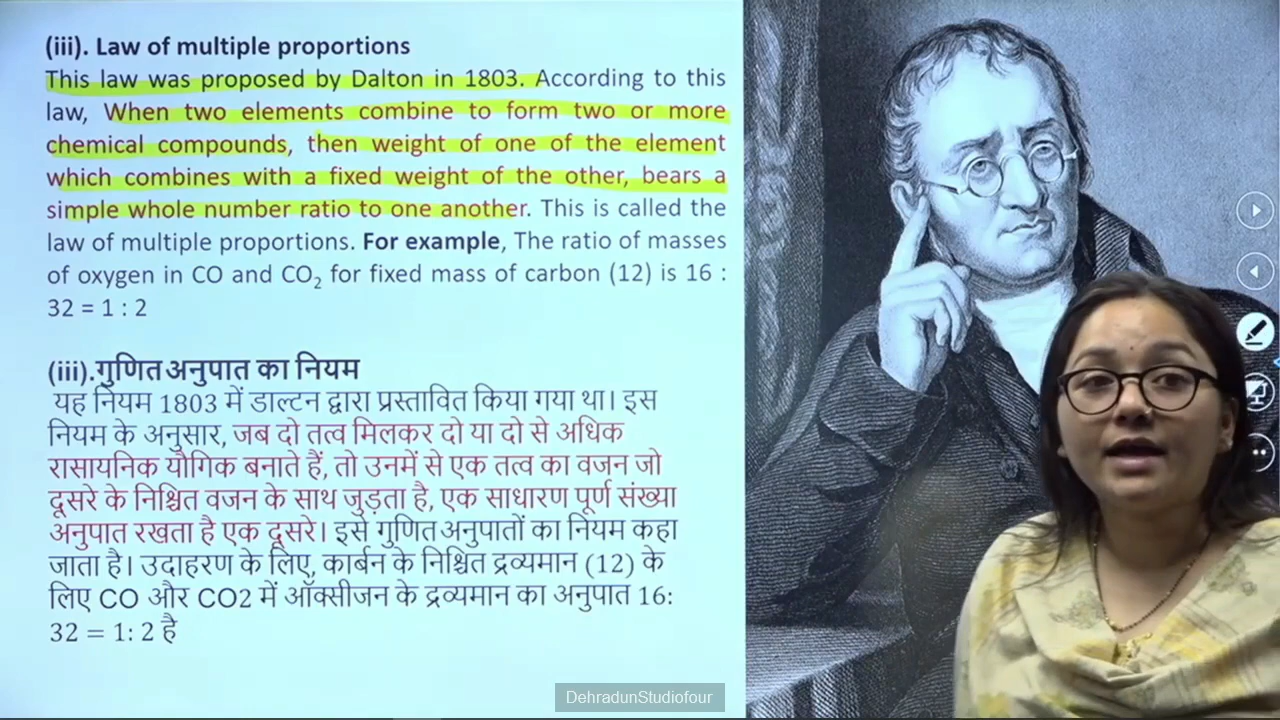 (iii). Law of multiple proportions
This law was proposed by Dalton in 1803. According to this
law, When two elements combine to form two or more
chemical compounds, then weight of one of the element
which combines with a fixed weight of the other, bears a
simple whole number ratio to one another. This is called the
law of multiple proportions. For example, The ratio of masses
of oxygen in CO and CO₂ for fixed mass of carbon (12) is 16 :
32 = 1 : 2
(iii).गुणित अनुपात का नियम
यह नियम 1803 में डाल्टन द्वारा प्रस्तावित किया गया था। इस
नियम के अनुसार, जब दो तत्व मिलकर दो या दो से अधिक
रासायनिक यौगिक बनाते हैं, तो उनमें से एक तत्व का वजन जो
दूसरे के निश्चित वजन के साथ जुड़ता है, एक साधारण पूर्ण संख्या
अनुपात रखता है एक दूसरे। इसे गुणित अनुपातों का नियम कहा
जाता है। उदाहरण के लिए, कार्बन के निश्चित द्रव्यमान (12) के
लिए CO और CO2 में ऑक्सीजन के द्रव्यमान का अनुपात 16:
32 = 1: 2 है
DehradunStudiofour